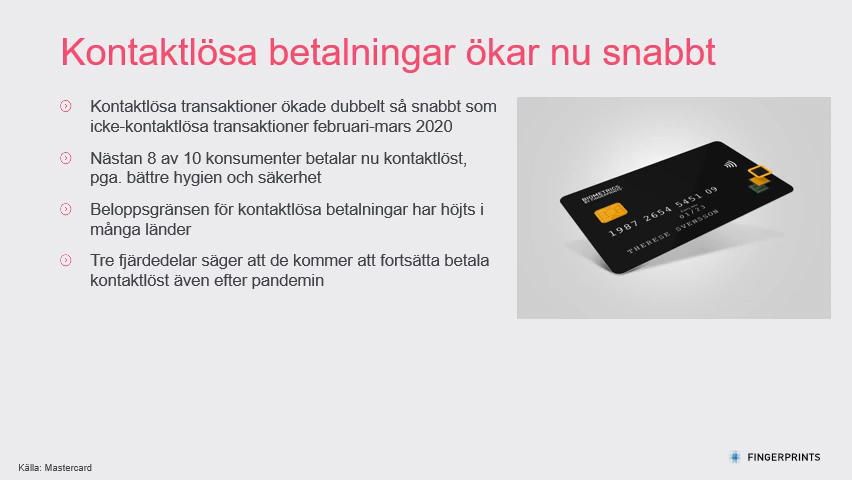 Kontaktlösa betalningar ökar nu snabbt
Kontaktlösa transaktioner ökade dubbelt så snabbt som
icke-kontaktlösa transaktioner februari-mars 2020
Nästan 8 av 10 konsumenter betalar nu kontaktlöst,
pga. bättre hygien och säkerhet
Beloppsgränsen för kontaktlösa betalningar har höjts i
många länder
Tre fjärdedelar säger att de kommer att fortsätta betala
kontaktlöst även efter pandemin
BIOMETRICS
1987 2654 5451 09
01/23
THERESE SVENSSON
Källa: Mastercard
FINGERPRINTS